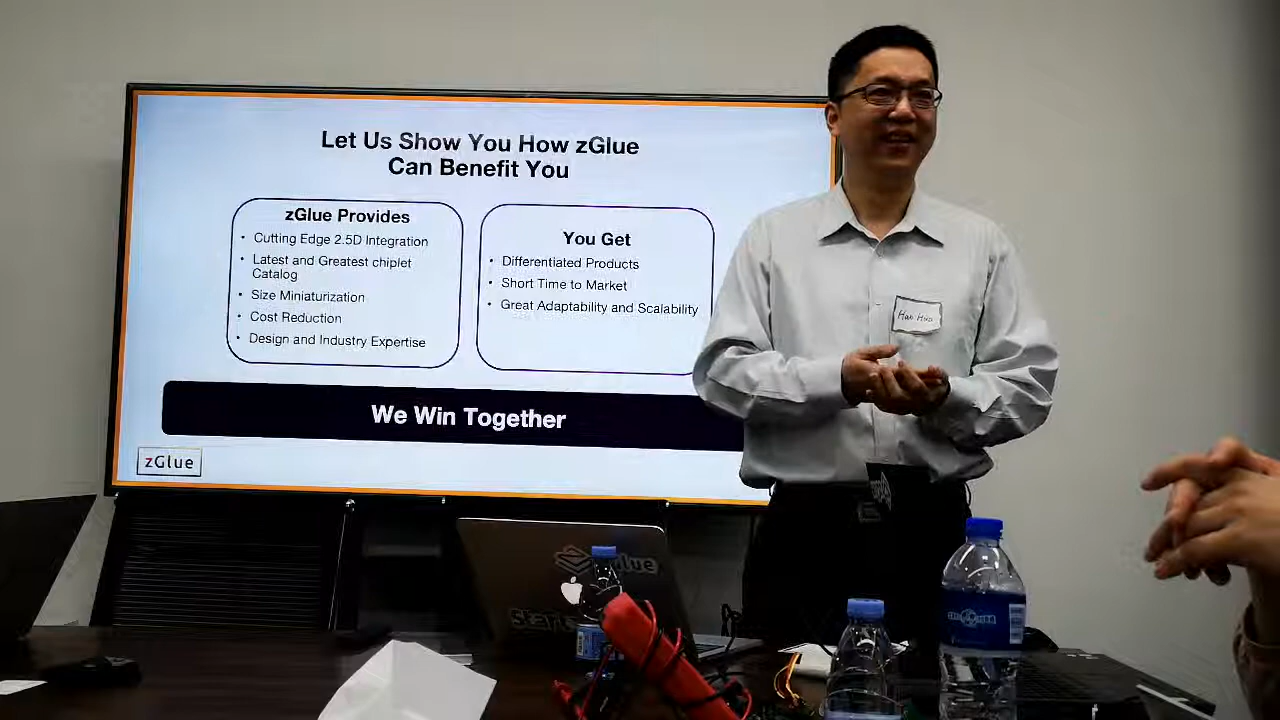 Let Us Show You How zGlue
Can Benefit You
zGlue Provides
• Cutting Edge 2.5D Integration
• Latest and Greatest chiplet
Catalog
• Size Miniaturization
• Cost Reduction
• Design and Industry Expertise
You Get
• Differentiated Products
• Short Time to Market
• Great Adaptability and Scalability
We Win Together
zGlue